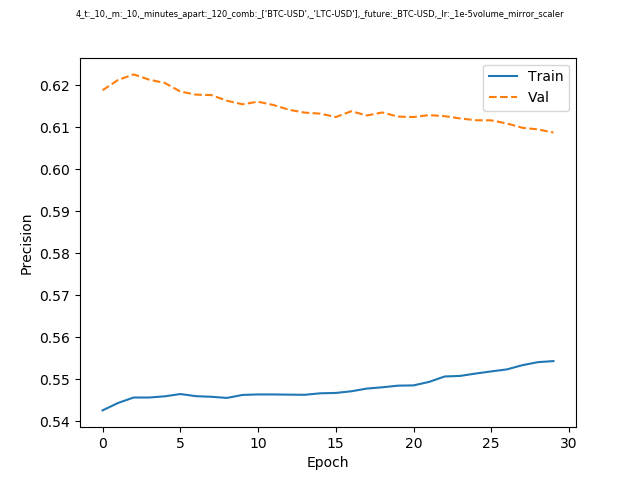 4_t:_10,_m:_10,_minutes_apart:_120_comb:_['BTC-USD',_'LTC-USD'],_future:_BTC-USD,_lr:_1e-5volume_mirror_scaler
Train
Val
0.62
0.61
0.60
0.59
0.58
0.57
0.56
0.55
0.54
Precision
0 5 10 15 20 25 30
Epoch